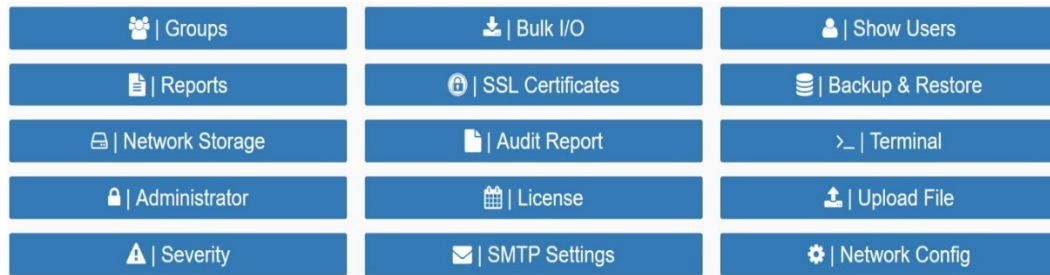 | Groups
| Bulk I/O
| Show Users
| Reports
| SSL Certificates
| Backup & Restore
| Network Storage
| Audit Report
>_ | Terminal
| Administrator
| License
| Upload File
| Severity
| SMTP Settings
| Network Config